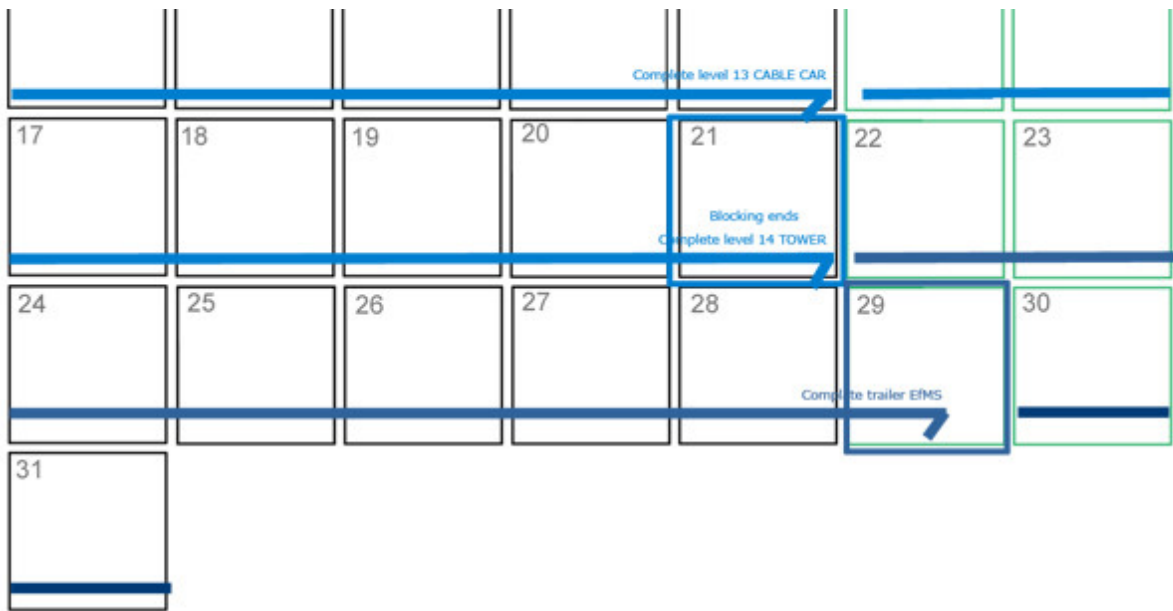 Complete level 13 CABLE CAR
17 18 19 20 21 22 23
Blocking ends
Complete level 14 TOWER
24 25 26 27 28 29 30
Complete trailer EfMS
31